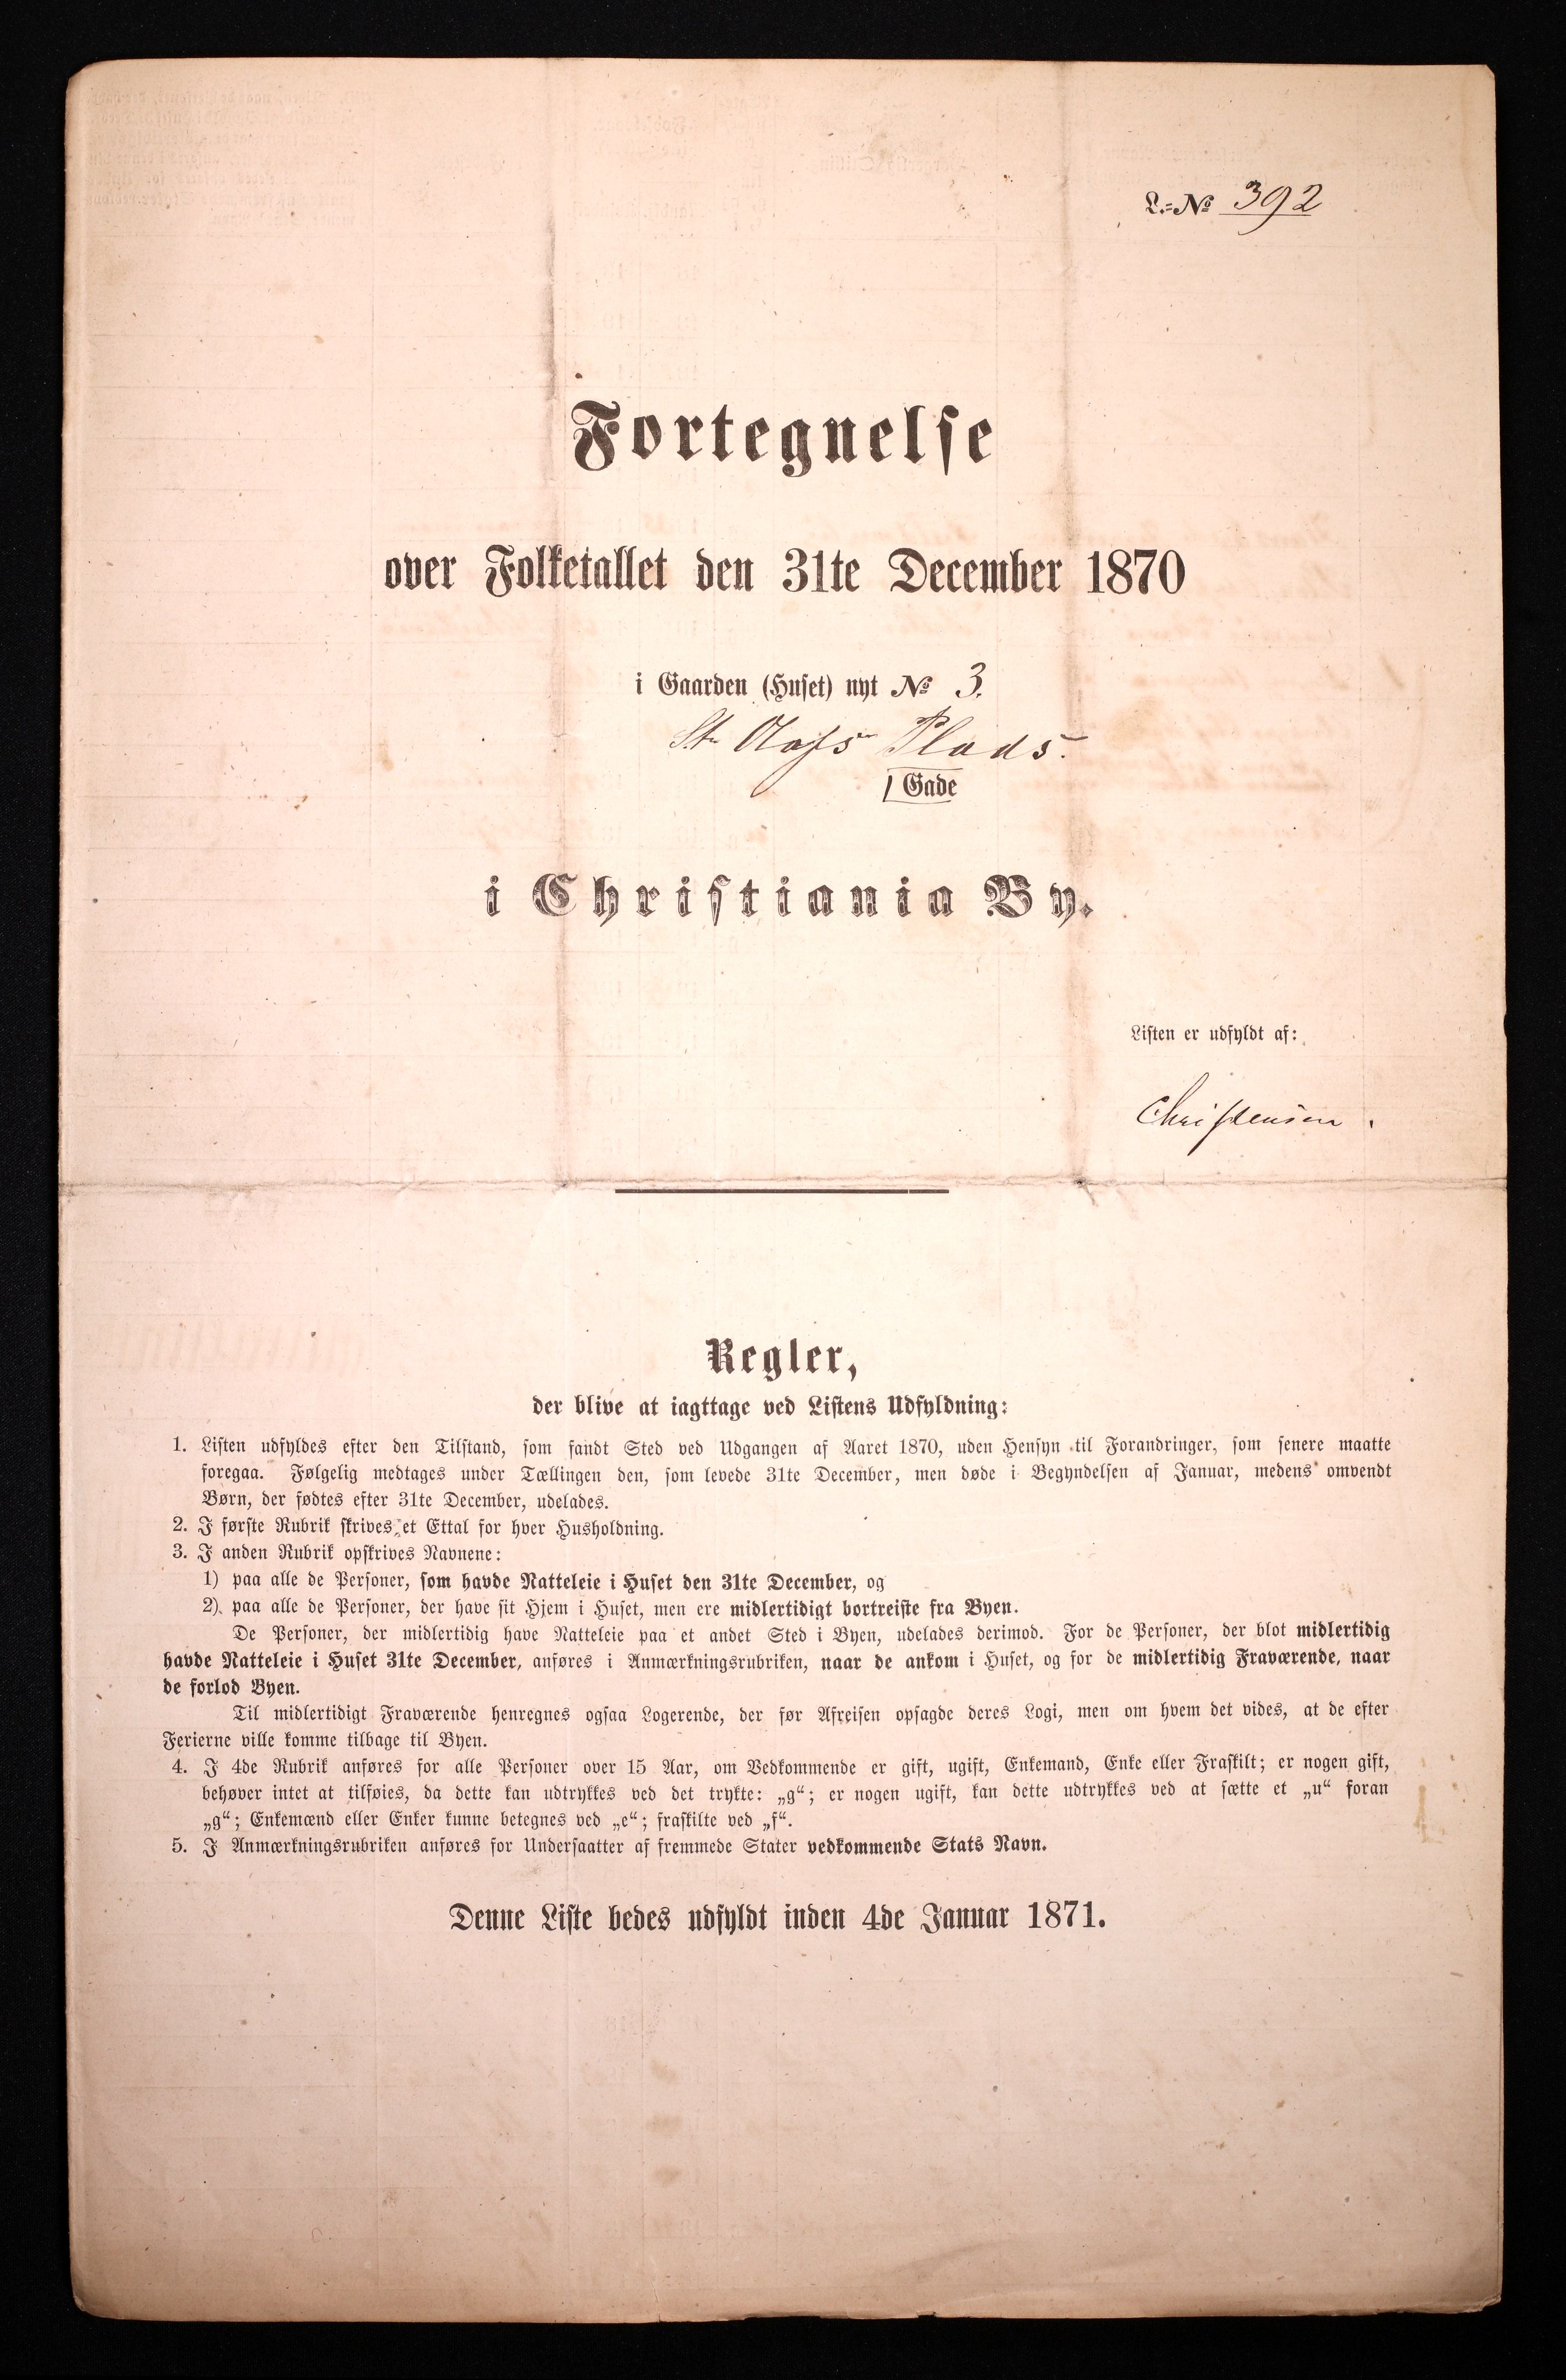 L.=№ 392
Fortegnelse
over Folketallet den 31te December 1870
i Gaarden (Huset) nyt № 3.
St. Olafs Plads.
Gade
i Christiania By.
Listen er udfyldt af:
Christensen.
Regler,
der blive at iagttage ved Listens Udfyldning:
1. Listen udfyldes efter den Tilstand, som fandt Sted ved Udgangen af Aaret 1870, uden Hensyn til Forandringer, som senere maatte
foregaa. Følgelig medtages under Tællingen den, som levede 31te December, men døde i Begyndelsen af Januar, medens omvendt
Børn, der fødtes efter 31te December, udelades.
2. I første Rubrik skrives et Ettal for hver Husholdning.
3. I anden Rubrik opskrives Navnene:
1) paa alle de Personer, som havde Natteleie i Huset den 31te December, og
2) paa alle de Personer, der have sit Hjem i Huset, men ere midlertidigt bortreiste fra Byen.
De Personer, der midlertidig have Natteleie paa et andet Sted i Byen, udelades derimod. For de Personer, der blot midlertidig
havde Natteleie i Huset 31te December, anføres i Anmærkningsrubriken, naar de ankom i Huset, og for de midlertidig Fraværende, naar
de forlod Byen.
Til midlertidigt Fraværende henregnes ogsaa Logerende, der før Afreisen opsagde deres Logi, men om hvem det vides, at de efter
Ferierne ville komme tilbage til Byen.
4. I 4de Rubrik anføres for alle Personer over 15 Aar, om Vedkommende er gift, ugift, Enkemand, Enke eller Fraskilt; er nogen gift,
behøver intet at tilføies, da dette kan udtrykkes ved det trykte: „g“; er nogen ugift, kan dette udtrykkes ved at sætte et „u“ foran
„g“; Enkemænd eller Enker kunne betegnes ved „e“; fraskilte ved „f“.
5. I Anmærkningsrubriken anføres for Undersaatter af fremmede Stater vedkommende Stats Navn.
Denne Liste bedes udfyldt inden 4de Januar 1871.